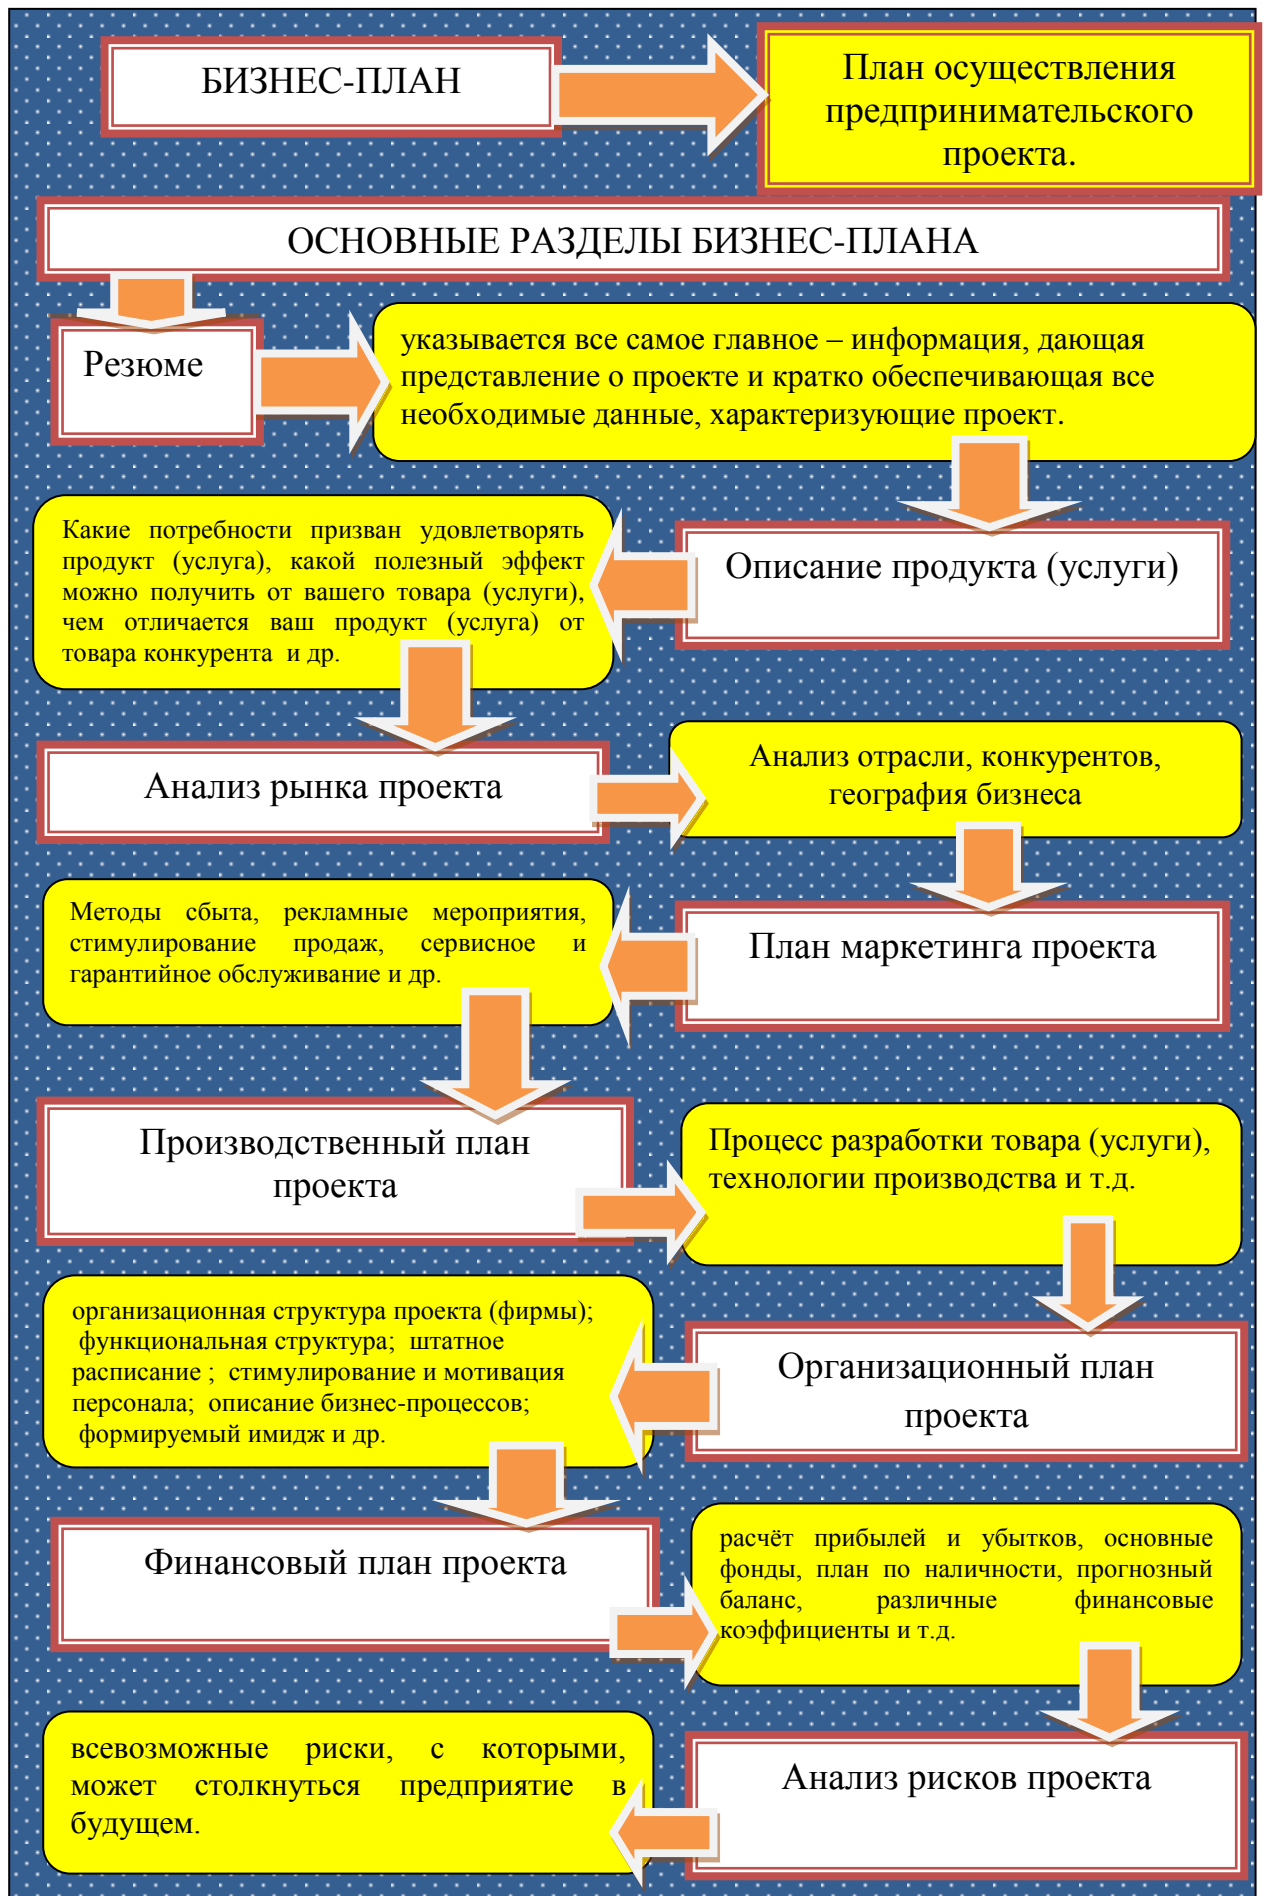 БИЗНЕС-ПЛАН
План осуществления
предпринимательского
проекта.
ОСНОВНЫЕ РАЗДЕЛЫ БИЗНЕС-ПЛАНА
Резюме
указывается все самое главное – информация, дающая
представление о проекте и кратко обеспечивающая все
необходимые данные, характеризующие проект.
Описание продукта (услуги)
Какие потребности призван удовлетворять
продукт (услуга), какой полезный эффект
можно получить от вашего товара (услуги),
чем отличается ваш продукт (услуга) от
товара конкурента и др.
Анализ рынка проекта
Анализ отрасли, конкурентов,
география бизнеса
План маркетинга проекта
Методы сбыта, рекламные мероприятия,
стимулирование продаж, сервисное и
гарантийное обслуживание и др.
Производственный план
проекта
Процесс разработки товара (услуги),
технологии производства и т.д.
Организационный план
проекта
организационная структура проекта (фирмы);
функциональная структура; штатное
расписание ; стимулирование и мотивация
персонала; описание бизнес-процессов;
формируемый имидж и др.
Финансовый план проекта
расчёт прибылей и убытков, основные
фонды, план по наличности, прогнозный
баланс, различные финансовые
коэффициенты и т.д.
Анализ рисков проекта
всевозможные риски, с которыми,
может столкнуться предприятие в
будущем.